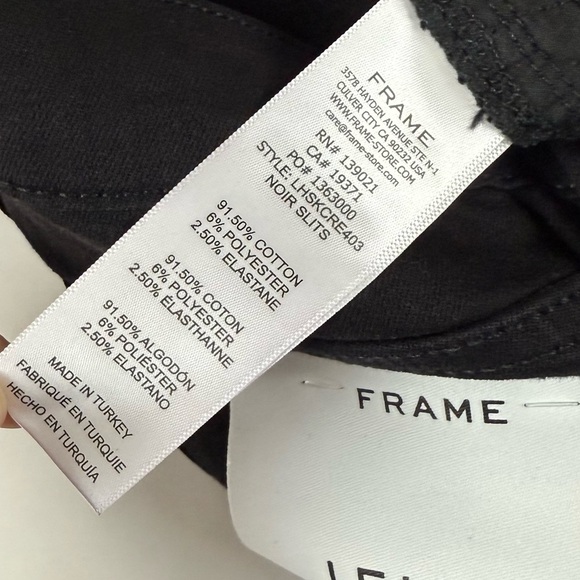 FRAME
3578 HAYDEN AVENUE STE N-1
CULVER CITY CA 90232 USA
WWW.FRAME-STORE.COM
care@frame-store.com
RN# 139021
CA# 19371
PO# 1363000
STYLE: LHSKCRE403
NOIR SLITS
91.50% COTTON
6% POLYESTER
2.50% ELASTANE
91.50% COTON
6% POLYESTER
2.50% ÉLASTHANNE
91.50% ALGODÓN
6% POLIÉSTER
2.50% ELASTANO
MADE IN TURKEY
FABRIQUÉ EN TURQUIE
HECHO EN TURQUÍA
FRAME